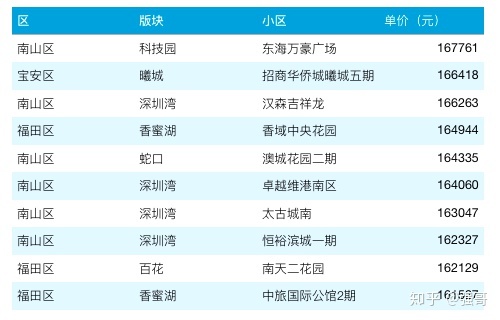 区 版块 小区 单价（元）
南山区 科技园 东海万豪广场 167761
宝安区 曦城 招商华侨城曦城五期 166418
南山区 深圳湾 汉森吉祥龙 166263
福田区 香蜜湖 香域中央花园 164944
南山区 蛇口 澳城花园二期 164335
南山区 深圳湾 卓越维港南区 164060
南山区 深圳湾 太古城南 163047
南山区 深圳湾 恒裕滨城一期 162327
福田区 百花 南天二花园 162129
福田区 香蜜湖 中旅国际公馆2期 161537
知乎